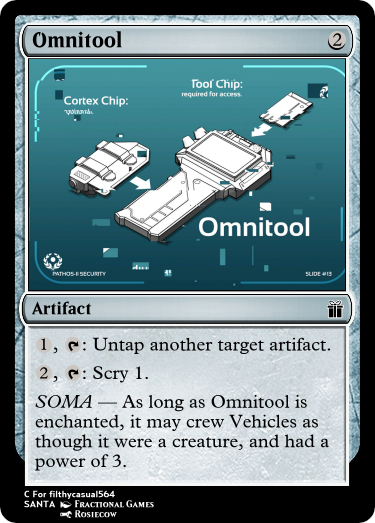 Omnitool 2
Tool Chip:
required for access.
Cortex Chip:
Omnitool
PATHOS-II SECURITY
SLIDE #13
Artifact
1, : Untap another target artifact.
2, : Scry 1.
SOMA — As long as Omnitool is
enchanted, it may crew Vehicles as
though it were a creature, and had a
power of 3.
C For filthycasual564
SANTA Fractional Games
Rosiecow